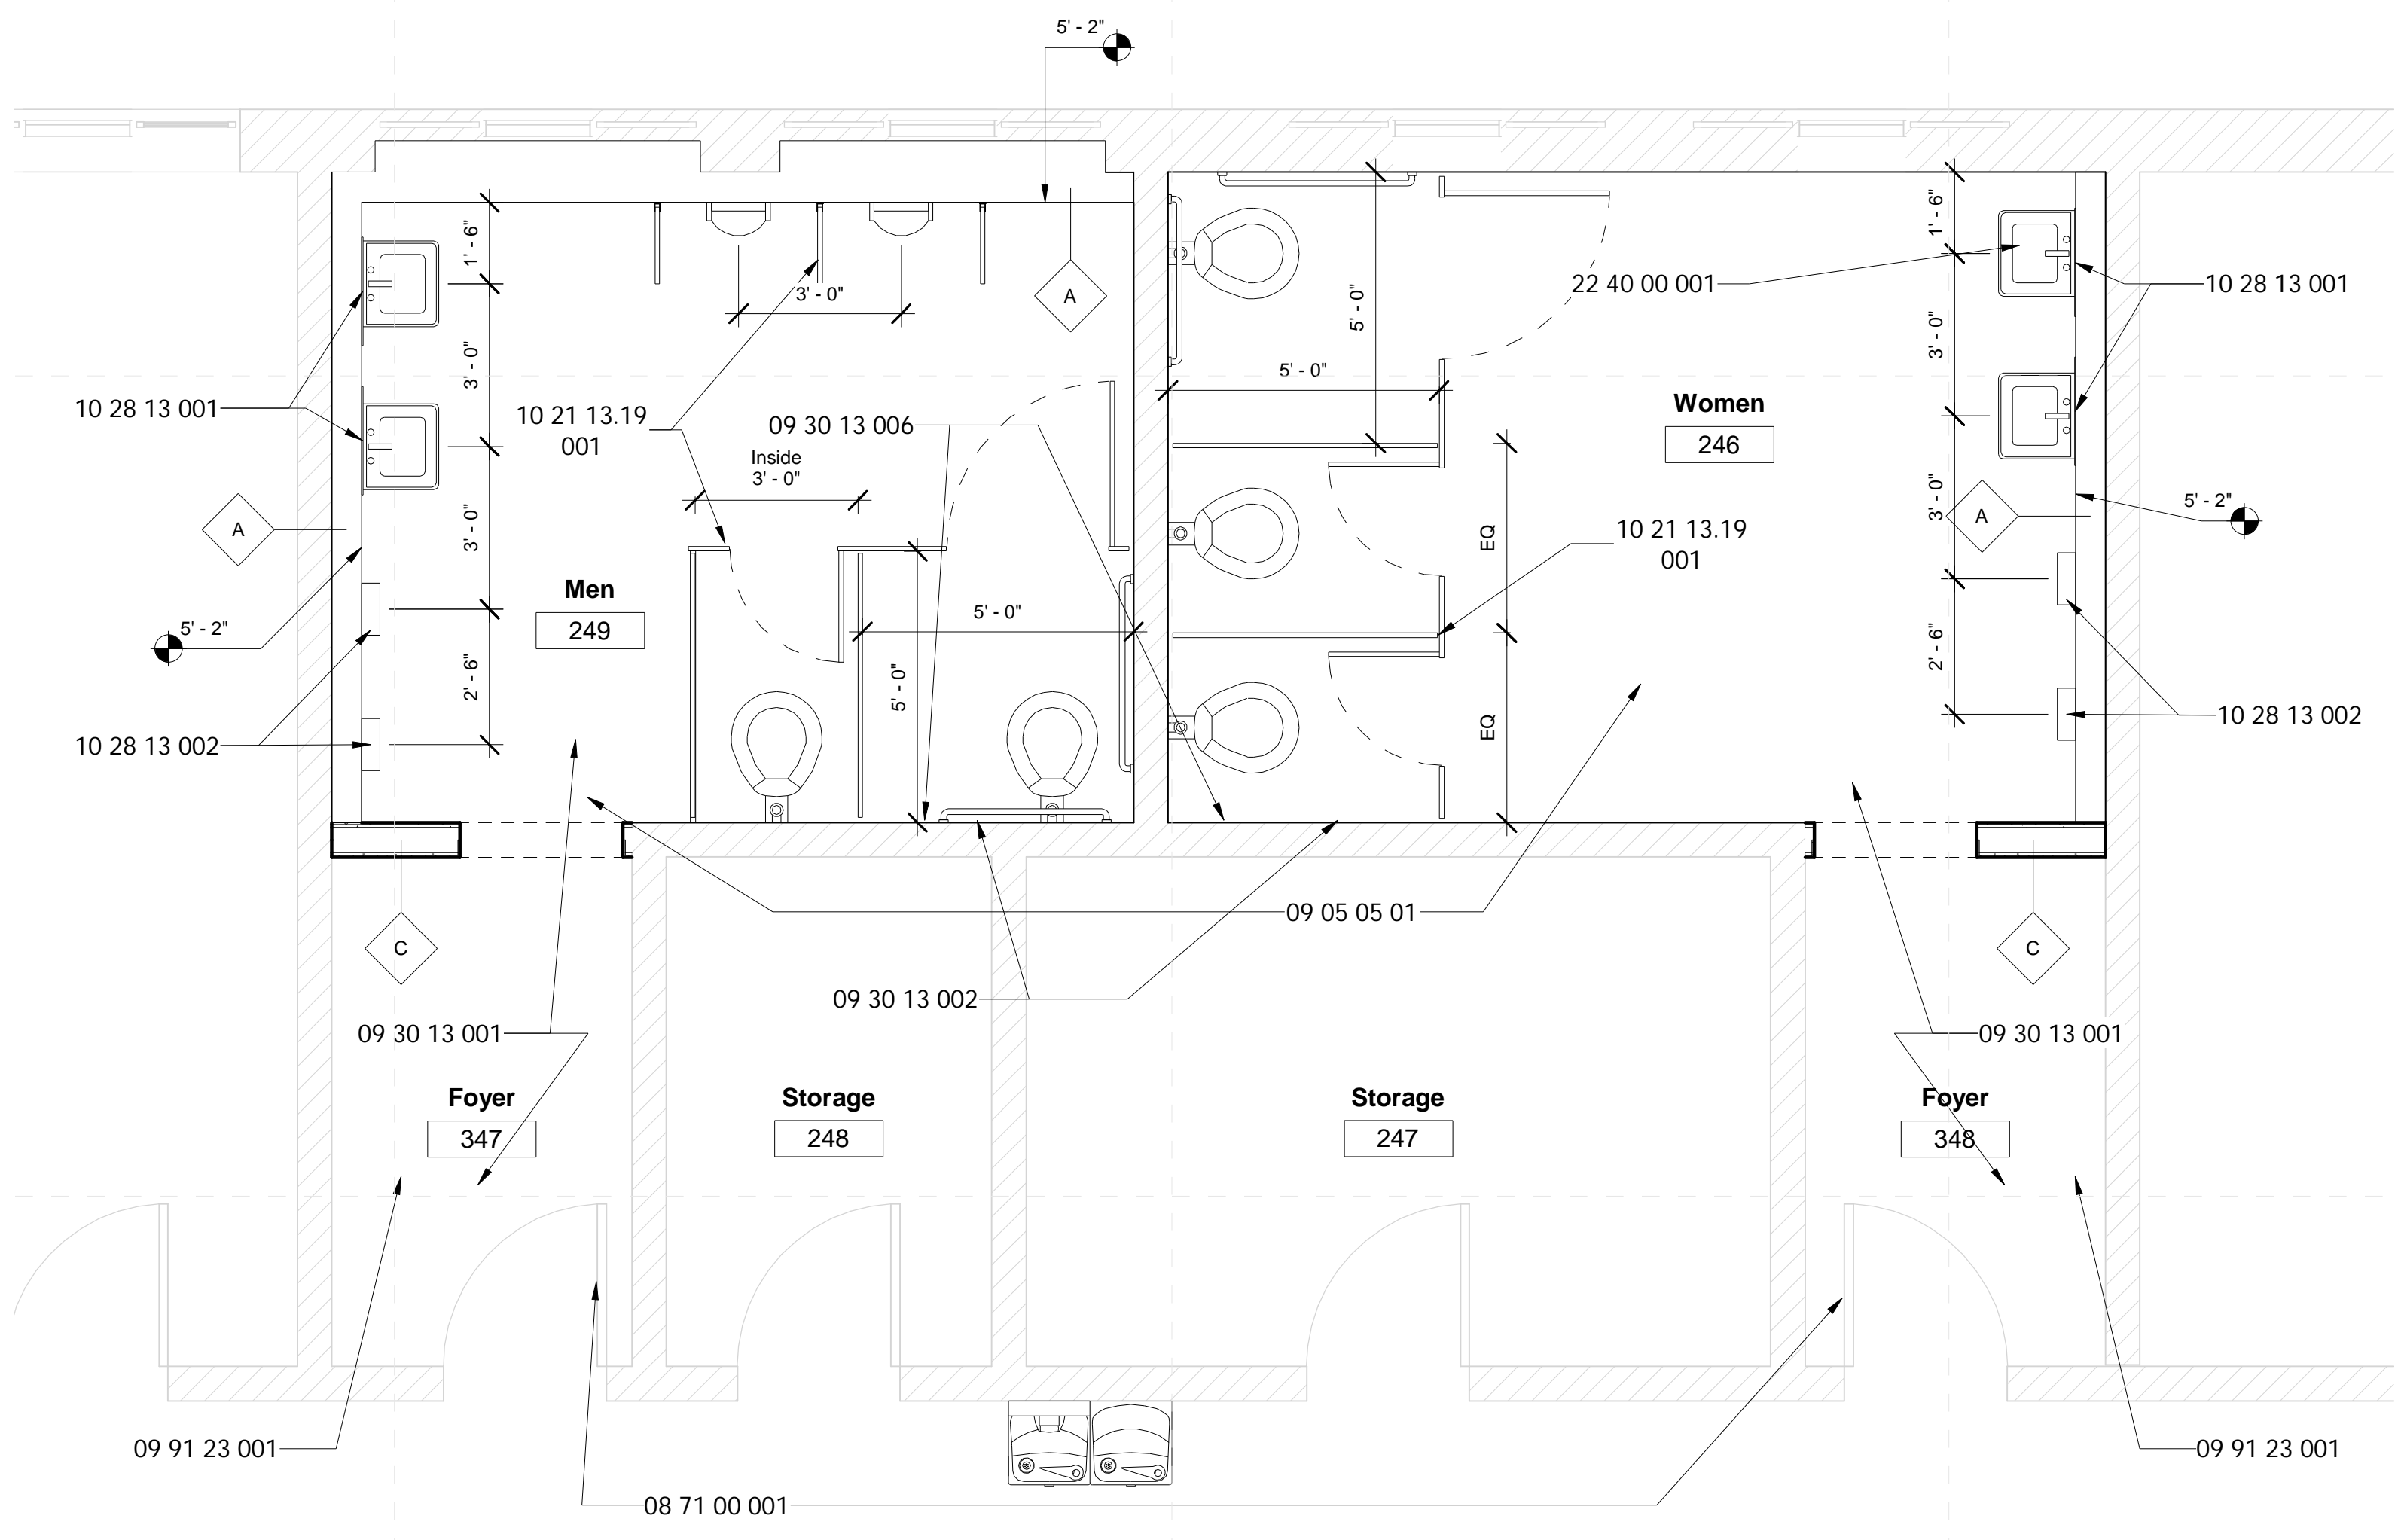 5' - 2"
1' - 6"
3' - 0"
A
22 40 00 001
1' - 6"
10 28 13 001
5' - 0"
3' - 0"
3' - 0"
5' - 0"
10 28 13 001
10 21 13.19
001
09 30 13 006
Women
246
Inside
3' - 0"
A
3' - 0"
EQ
10 21 13.19
001
3' - 0"
A
5' - 2"
Men
249
5' - 0"
5' - 2"
2' - 6"
5' - 0"
2' - 6"
10 28 13 002
EQ
10 28 13 002
09 05 05 01
C
C
09 30 13 002
09 30 13 001
09 30 13 001
Foyer
347
Storage
248
Storage
247
Foyer
348
09 91 23 001
09 91 23 001
08 71 00 001